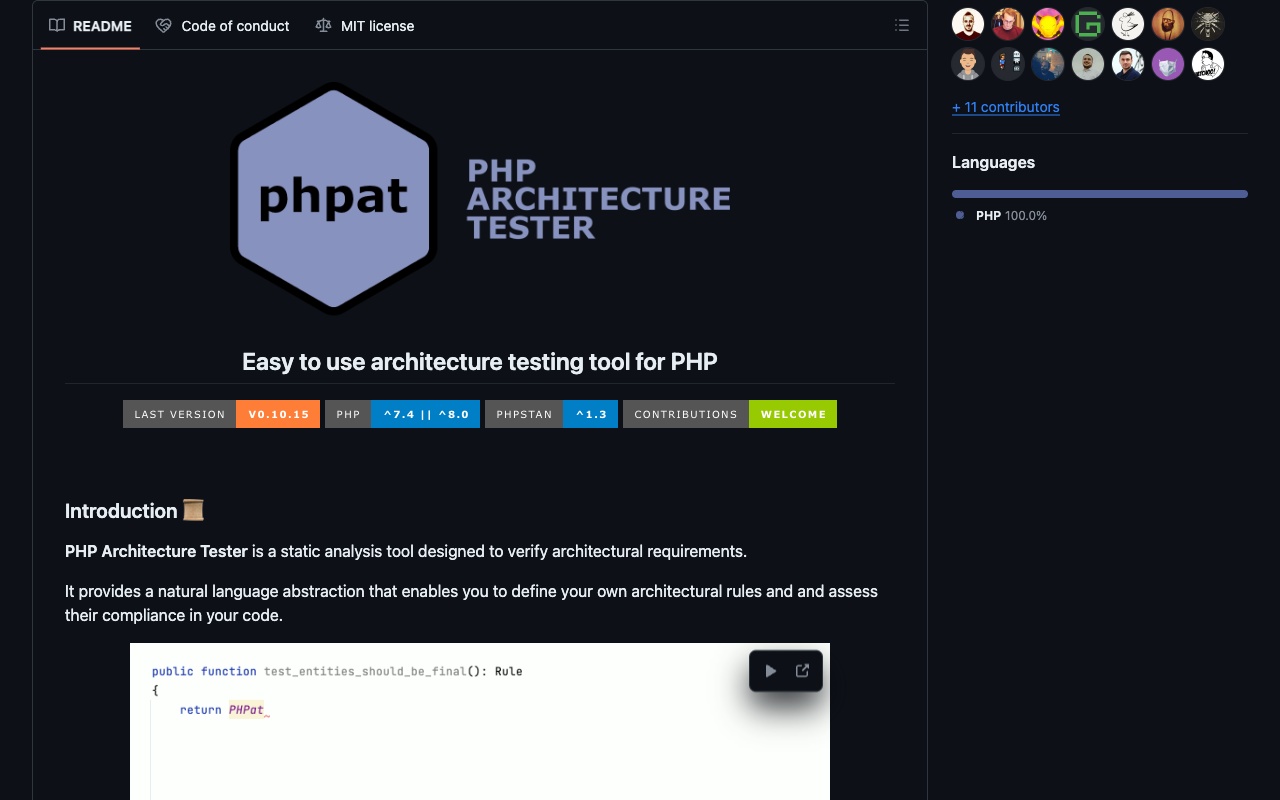 README
Code of conduct
MIT license
phpat
PHP
ARCHITECTURE
TESTER
Easy to use architecture testing tool for PHP
LAST VERSION V0.10.15
PHP ^7.4 || ^8.0
PHPSTAN ^1.3
CONTRIBUTIONS WELCOME
Introduction
PHP Architecture Tester is a static analysis tool designed to verify architectural requirements.
It provides a natural language abstraction that enables you to define your own architectural rules and and assess
their compliance in your code.
public function test_entities_should_be_final(): Rule
{
return PHPat
+ 11 contributors
Languages
PHP 100.0%